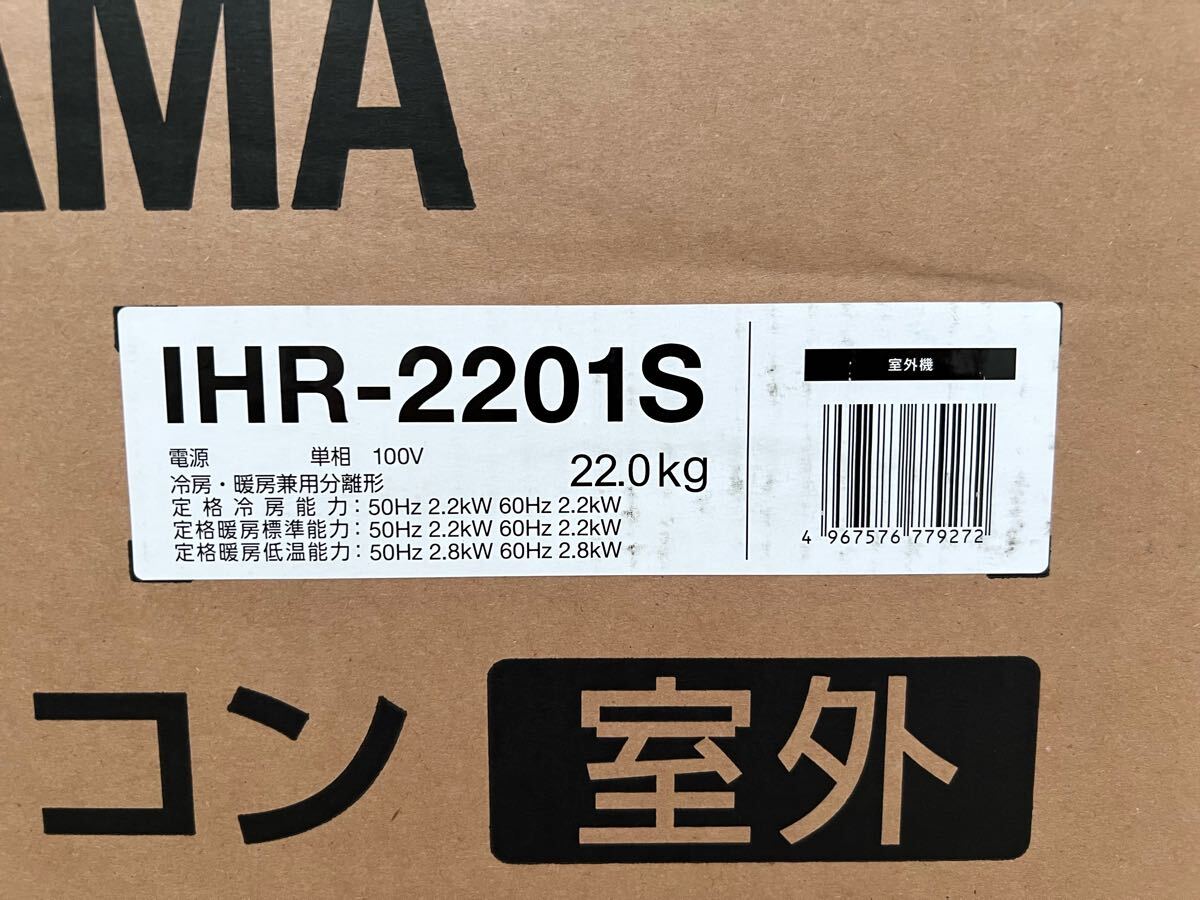 AMA
IHR-2201S
電源 単相 100V
22.0kg
冷房・暖房兼用分離形
定格冷房能力:50Hz 2.2kW 60Hz 2.2kW
定格暖房標準能力:50Hz 2.2kW 60Hz 2.2kW
定格暖房低温能力:50Hz 2.8kW 60Hz 2.8kW
室外機
4 967576 779272
コン 室外